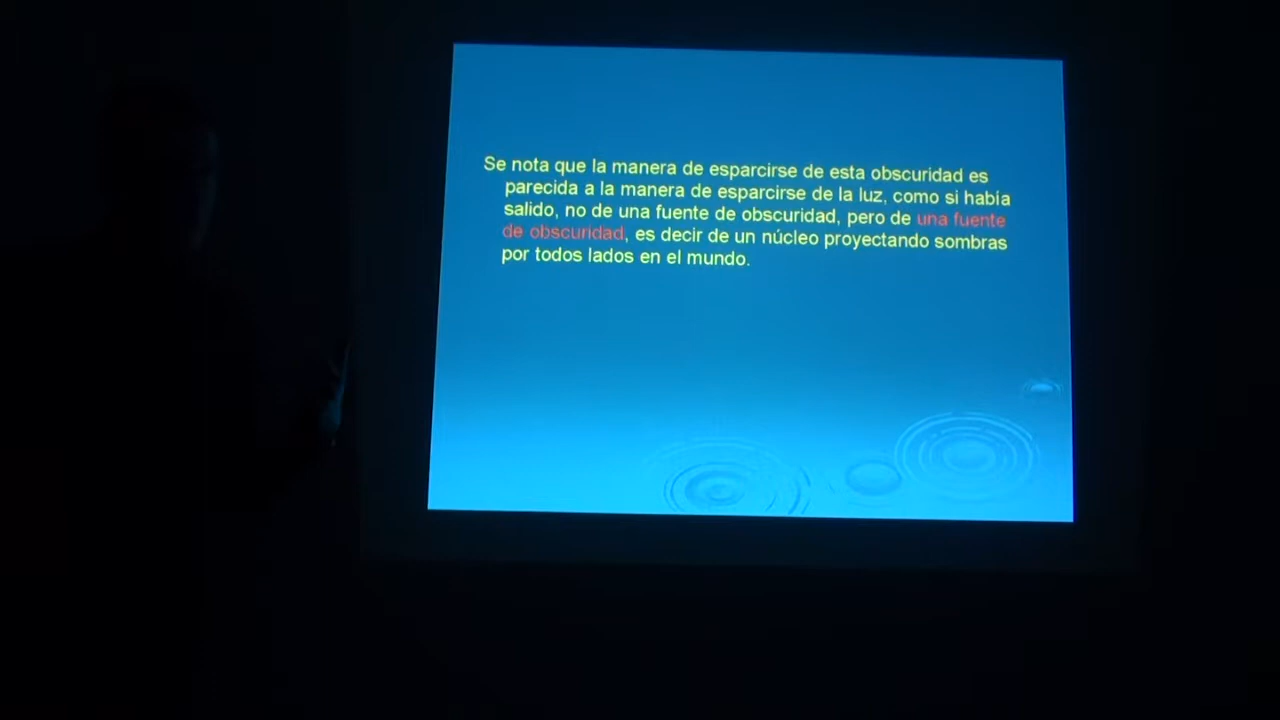 Se nota que la manera de esparcirse de esta obscuridad es
parecida a la manera de esparcirse de la luz, como si había
salido, no de una fuente de obscuridad, pero de una fuente
de obscuridad, es decir de un núcleo proyectando sombras
por todos lados en el mundo.